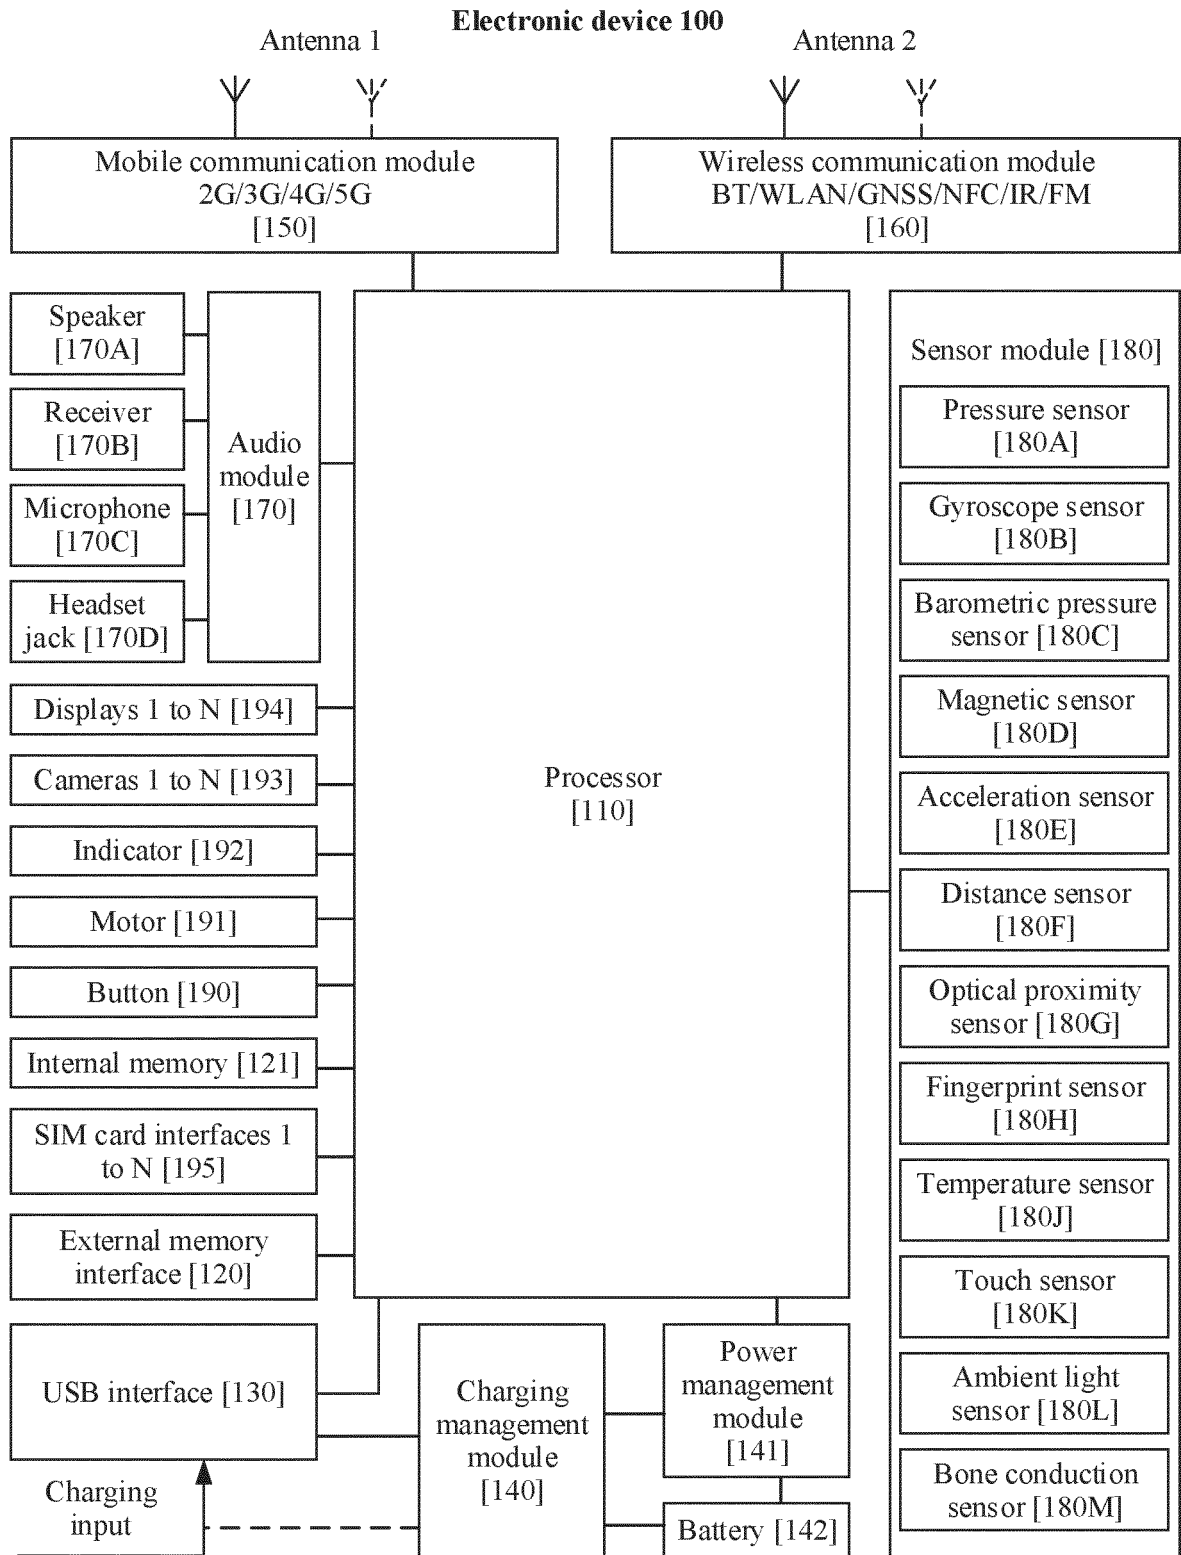 Electronic device 100
Antenna 1
Antenna 2
Mobile communication module
2G/3G/4G/5G
[150]
Wireless communication module
BT/WLAN/GNSS/NFC/IR/FM
[160]
Speaker
[170A]
Receiver
[170B]
Microphone
[170C]
Headset
jack [170D]
Audio
module
[170]
Displays 1 to N [194]
Cameras 1 to N [193]
Indicator [192]
Motor [191]
Button [190]
Internal memory [121]
SIM card interfaces 1
to N [195]
External memory
interface [120]
Processor
[110]
Sensor module [180]
Pressure sensor
[180A]
Gyroscope sensor
[180B]
Barometric pressure
sensor [180C]
Magnetic sensor
[180D]
Acceleration sensor
[180E]
Distance sensor
[180F]
Optical proximity
sensor [180G]
Fingerprint sensor
[180H]
Temperature sensor
[180J]
Touch sensor
[180K]
Ambient light
sensor [180L]
Bone conduction
sensor [180M]
USB interface [130]
Charging
input
Charging
management
module
[140]
Power
management
module
[141]
Battery [142]